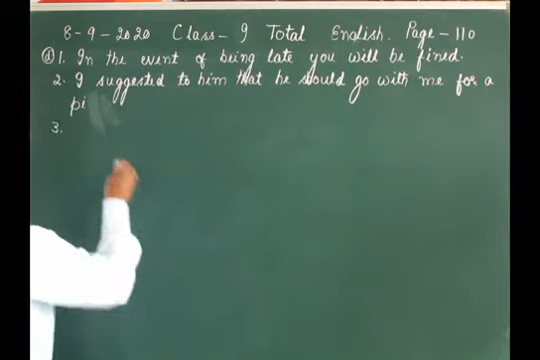 8-9-2020 Class-9 Total English. Page-110
(d) 1. In the event of being late you will be fined.
2. I suggested to him that he should go with me for a
pi
3.